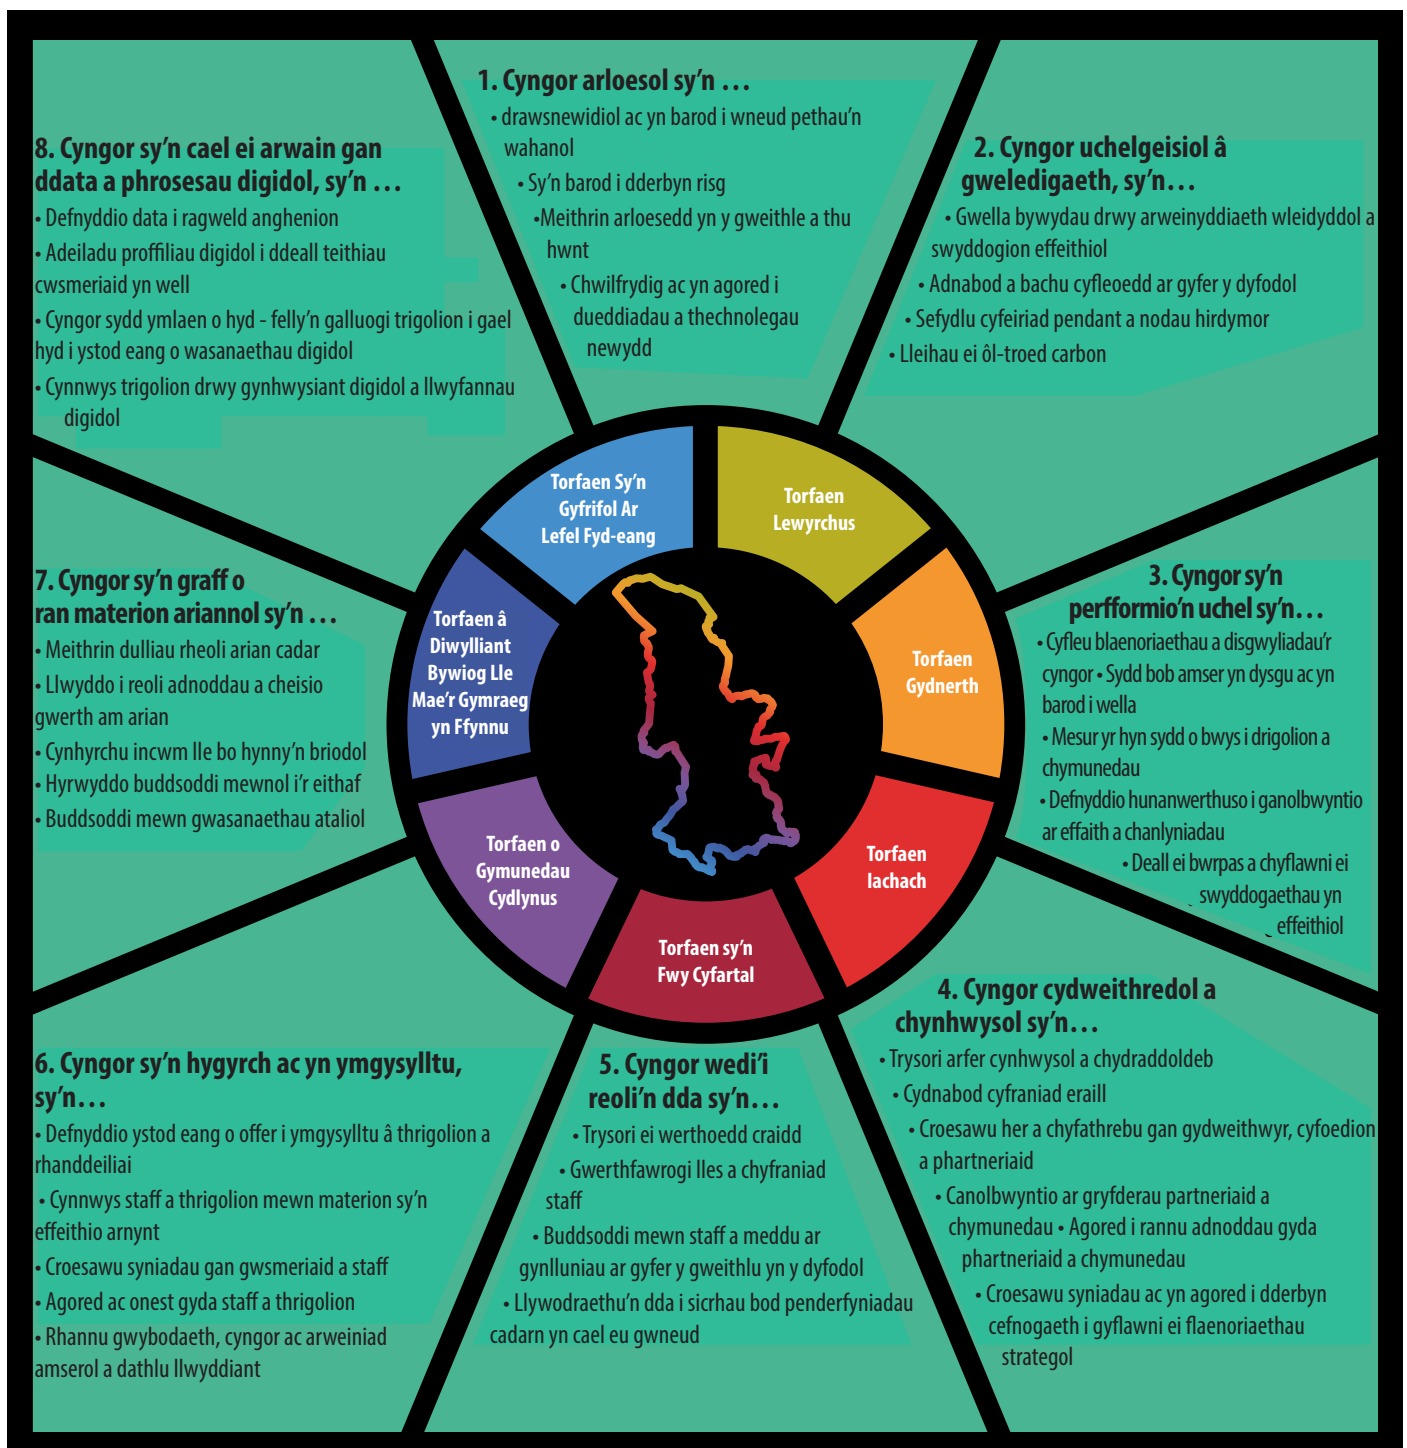 1. Cyngor arloesol sy’n …
• drawsnewidiol ac yn barod i wneud pethau’n
wahanol
• Sy’n barod i dderbyn risg
•Meithrin arloesedd yn y gweithle a thu
hwnt
• Chwilfrydig ac yn agored i
dueddiadau a thechnolegau
newydd
2. Cyngor uchelgeisiol â
gweledigaeth, sy’n…
• Gwella bywydau drwy arweinyddiaeth wleidyddol a
swyddogion effeithiol
• Adnabod a bachu cyfleoedd ar gyfer y dyfodol
• Sefydlu cyfeiriad pendant a nodau hirdymor
• Lleihau ei ôl-troed carbon
3. Cyngor sy’n
perfformio’n uchel sy’n…
• Cyfleu blaenoriaethau a disgwyliadau’r
cyngor • Sydd bob amser yn dysgu ac yn
barod i wella
• Mesur yr hyn sydd o bwys i drigolion a
chymunedau
• Defnyddio hunanwerthuso i ganolbwyntio
ar effaith a chanlyniadau
• Deall ei bwrpas a chyflawni ei
swyddogaethau yn
effeithiol
4. Cyngor cydweithredol a
chynhwysol sy’n…
• Trysori arfer cynhwysol a chydraddoldeb
• Cydnabod cyfraniad eraill
• Croesawu her a chyfathrebu gan gydweithwyr, cyfoedion
a phartneriaid
• Canolbwyntio ar gryfderau partneriaid a
chymunedau • Agored i rannu adnoddau gyda
phartneriaid a chymunedau
• Croesawu syniadau ac yn agored i dderbyn
cefnogaeth i gyflawni ei flaenoriaethau
strategol
5. Cyngor wedi’i
reoli’n dda sy’n…
• Trysori ei werthoedd craidd
• Gwerthfawrogi lles a chyfraniad
staff
• Buddsoddi mewn staff a meddu ar
gynlluniau ar gyfer y gweithlu yn y dyfodol
• Llywodraethu’n dda i sicrhau bod penderfyniadau
cadarn yn cael eu gwneud
6. Cyngor sy’n hygyrch ac yn ymgysylltu,
sy’n…
• Defnyddio ystod eang o offer i ymgysylltu â thrigolion a
rhanddeiliai
• Cynnwys staff a thrigolion mewn materion sy’n
effeithio arnynt
• Croesawu syniadau gan gwsmeriaid a staff
• Agored ac onest gyda staff a thrigolion
• Rhannu gwybodaeth, cyngor ac arweiniad
amserol a dathlu llwyddiant
7. Cyngor sy’n graff o
ran materion ariannol sy’n …
• Meithrin dulliau rheoli arian cadar
• Llwyddo i reoli adnoddau a cheisio
gwerth am arian
• Cynhyrchu incwm lle bo hynny’n briodol
• Hyrwyddo buddsoddi mewnol i’r eithaf
• Buddsoddi mewn gwasanaethau ataliol
8. Cyngor sy’n cael ei arwain gan
ddata a phrosesau digidol, sy’n …
• Defnyddio data i ragweld anghenion
• Adeiladu proffiliau digidol i ddeall teithiau
cwsmeriaid yn well
• Cyngor sydd ymlaen o hyd - felly’n galluogi trigolion i gael
hyd i ystod eang o wasanaethau digidol
• Cynnwys trigolion drwy gynhwysiant digidol a llwyfannau
digidol
Torfaen
Lewyrchus
Torfaen
Gydnerth
Torfaen
Iachach
Torfaen sy’n
Fwy Cyfartal
Torfaen o
Gymunedau
Cydlynus
Torfaen â
Diwylliant
Bywiog Lle
Mae’r Gymraeg
yn Ffynnu
Torfaen Sy’n
Gyfrifol Ar
Lefel Fyd-eang